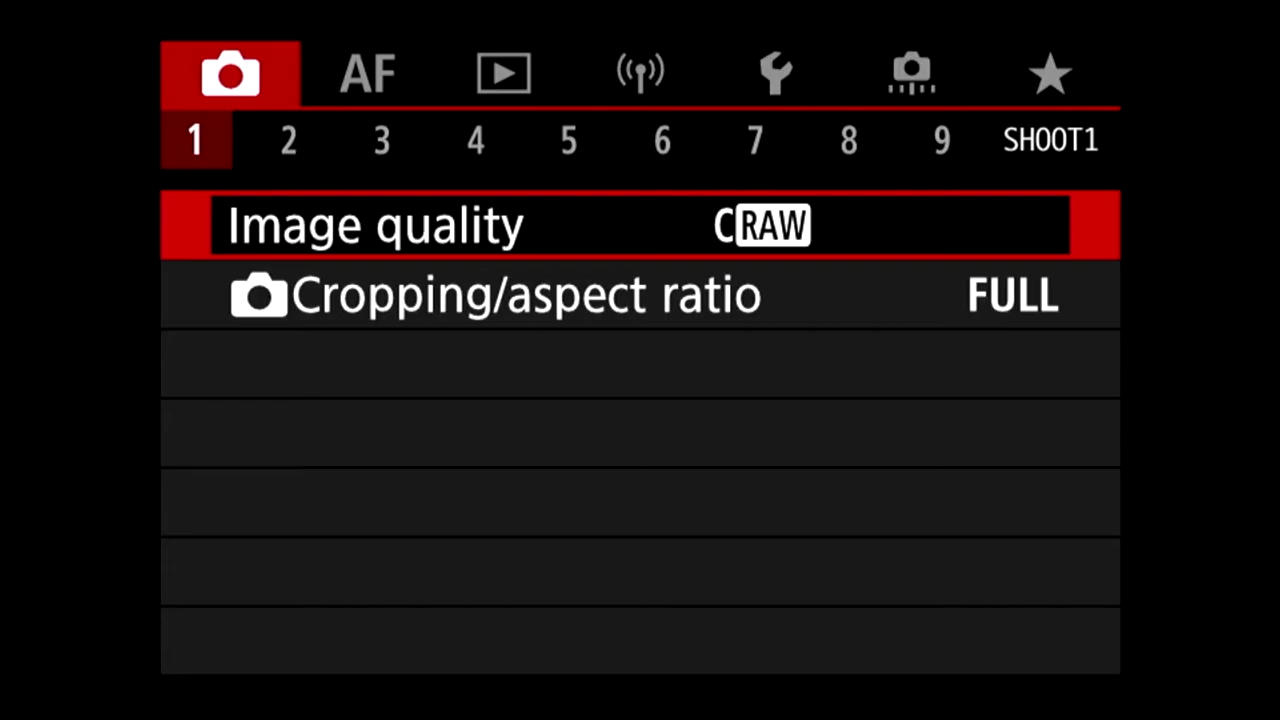 AF
1 2 3 4 5 6 7 8 9 SHOOT1
Image quality CRAW
Cropping/aspect ratio FULL